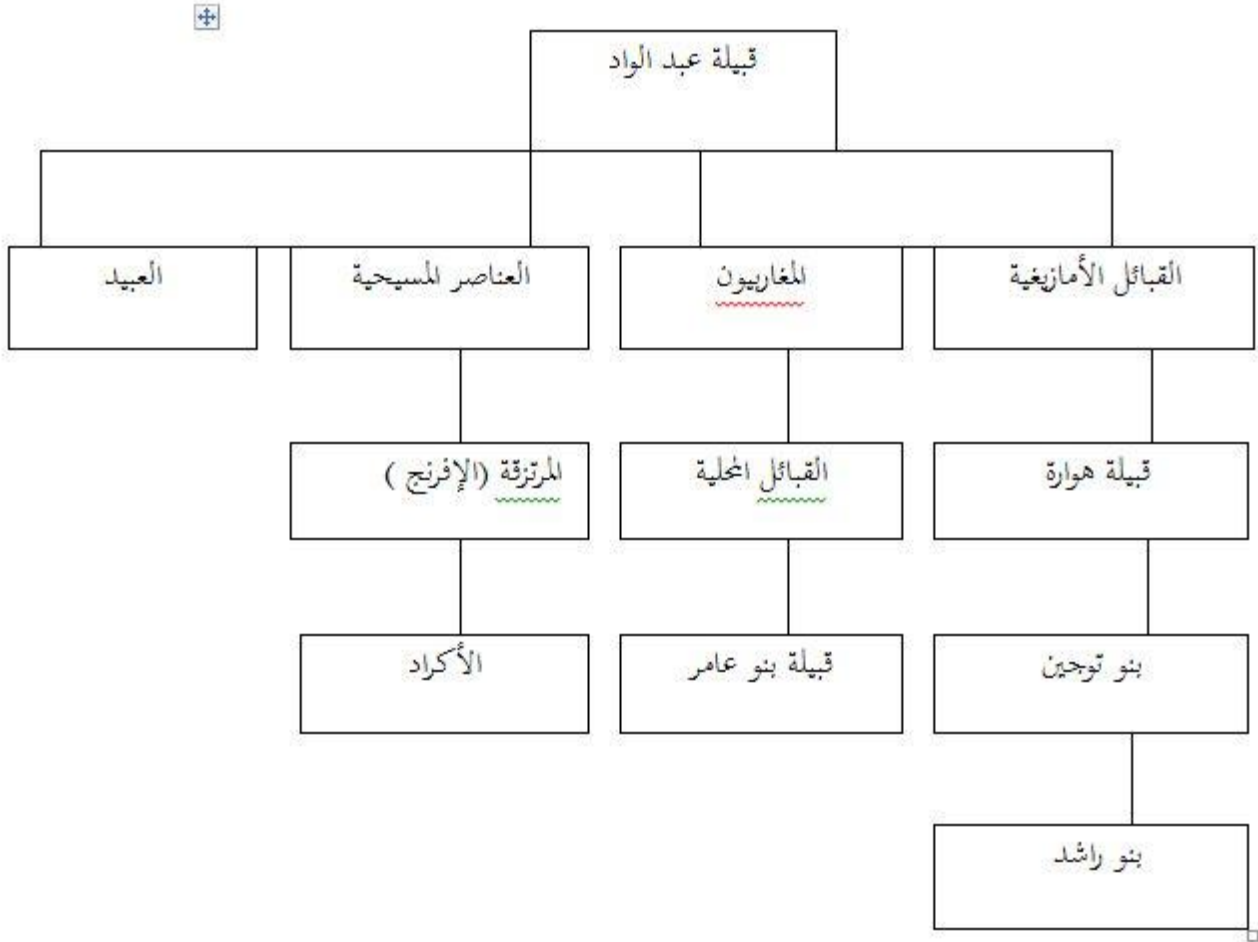 قبيلة عبد الواد
القبائل الأمازيغية
المغاربيون
العناصر المسيحية
العبيد
قبيلة هوارة
القبائل المحلية
المرتزقة (الإفرنج )
بنو توجين
قبيلة بنو عامر
الأكراد
بنو راشد